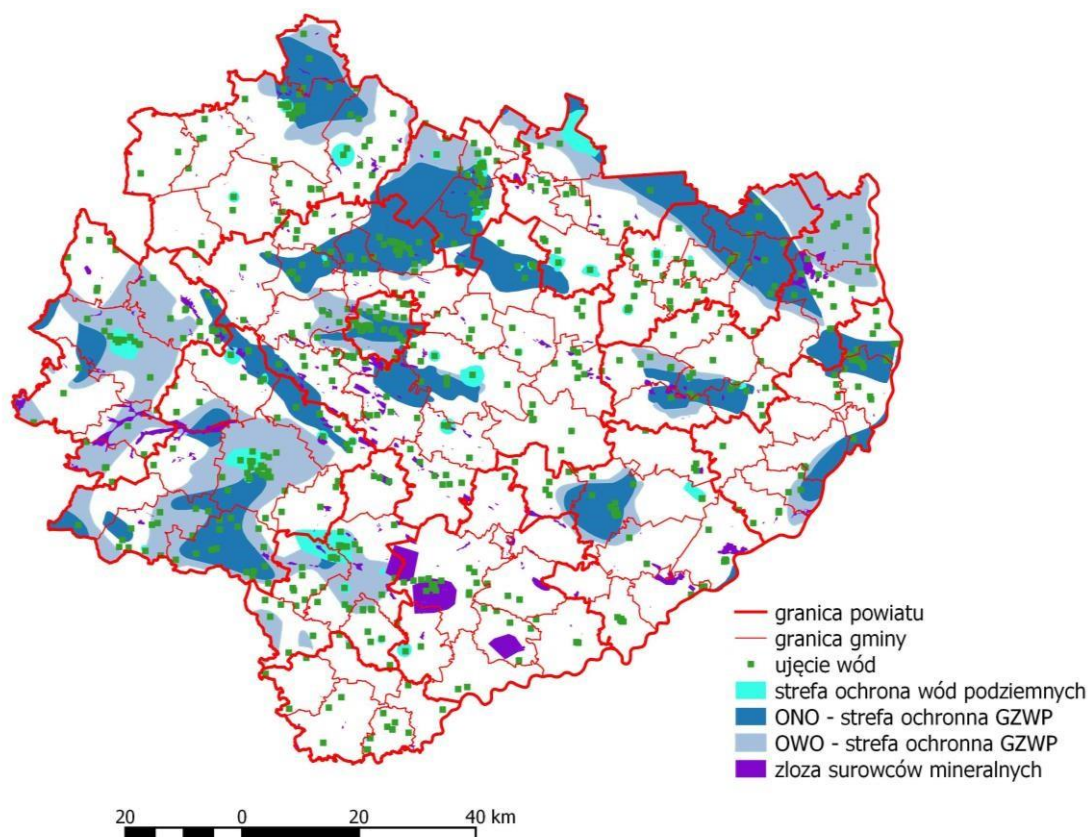 granica powiatu
granica gminy
ujęcie wód
strefa ochrona wód podziemnych
ONO - strefa ochronna GZWP
OWO - strefa ochronna GZWP
zloza surowców mineralnych
20 0 20 40 km